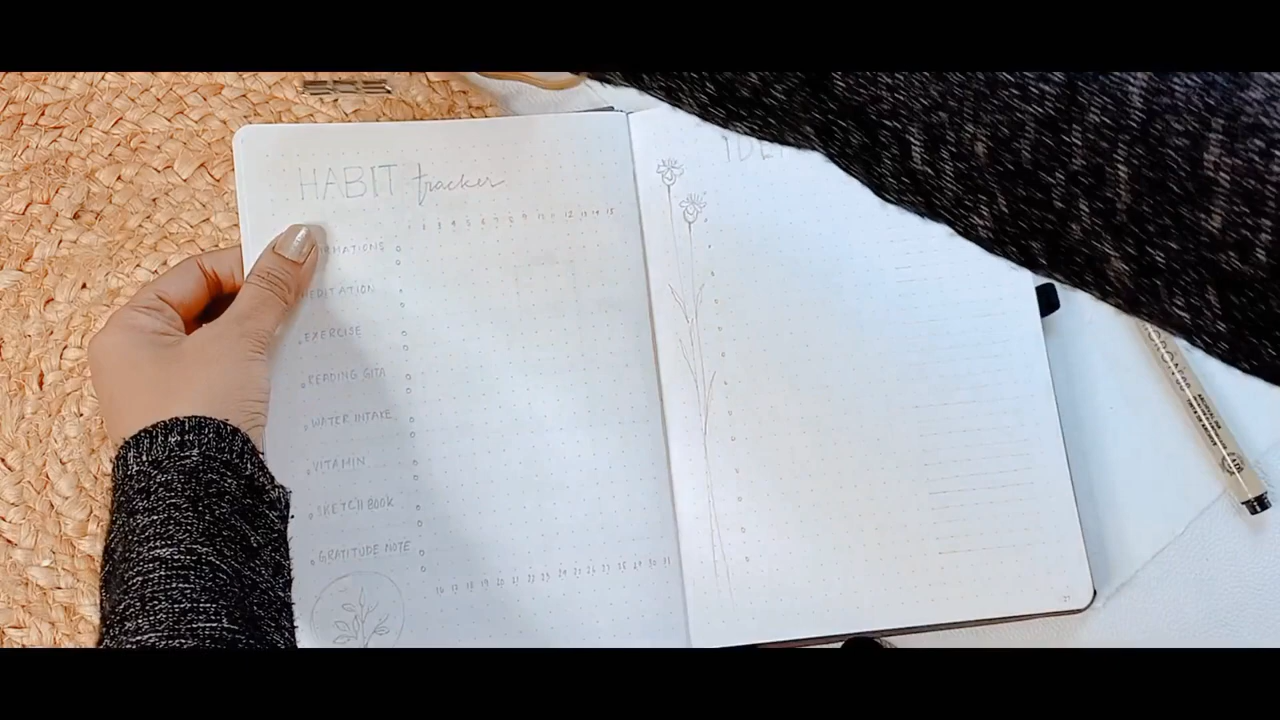 HABIT tracker
1 2 3 4 5 6 7 8 9 10 11 12 13 14 15
MATIONS
MEDITATION
EXERCISE
READING GITA
WATER INTAKE
VITAMIN
SKETCH BOOK
GRATITUDE NOTE
16 17 18 19 20 21 22 23 24 25 26 27 28 29 30 31
IDE